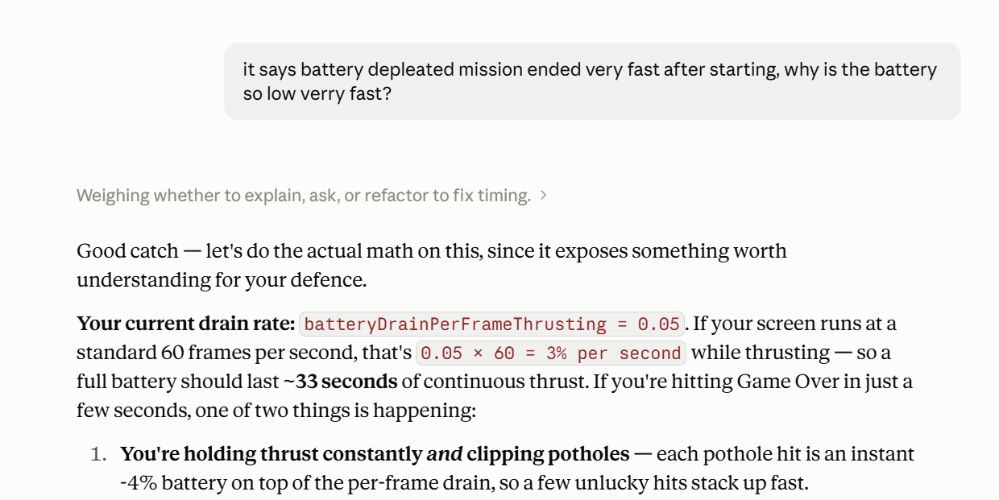 it says battery depleated mission ended very fast after starting, why is the battery
so low verry fast?
Weighing whether to explain, ask, or refactor to fix timing. >
Good catch — let's do the actual math on this, since it exposes something worth
understanding for your defence.
Your current drain rate: batteryDrainPerFrameThrusting = 0.05. If your screen runs at a
standard 60 frames per second, that's 0.05 × 60 = 3% per second while thrusting — so a
full battery should last ~33 seconds of continuous thrust. If you're hitting Game Over in just a
few seconds, one of two things is happening:
1. You're holding thrust constantly and clipping potholes — each pothole hit is an instant
-4% battery on top of the per-frame drain, so a few unlucky hits stack up fast.